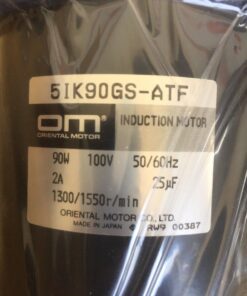 5IK90GS-ATF
OM
ORIENTAL MOTOR
INDUCTION MOTOR
90W 100V 50/60Hz
2A 25µF
1300/1550r/min
ORIENTAL MOTOR CO., LTD.
MADE IN JAPAN RW9 00387